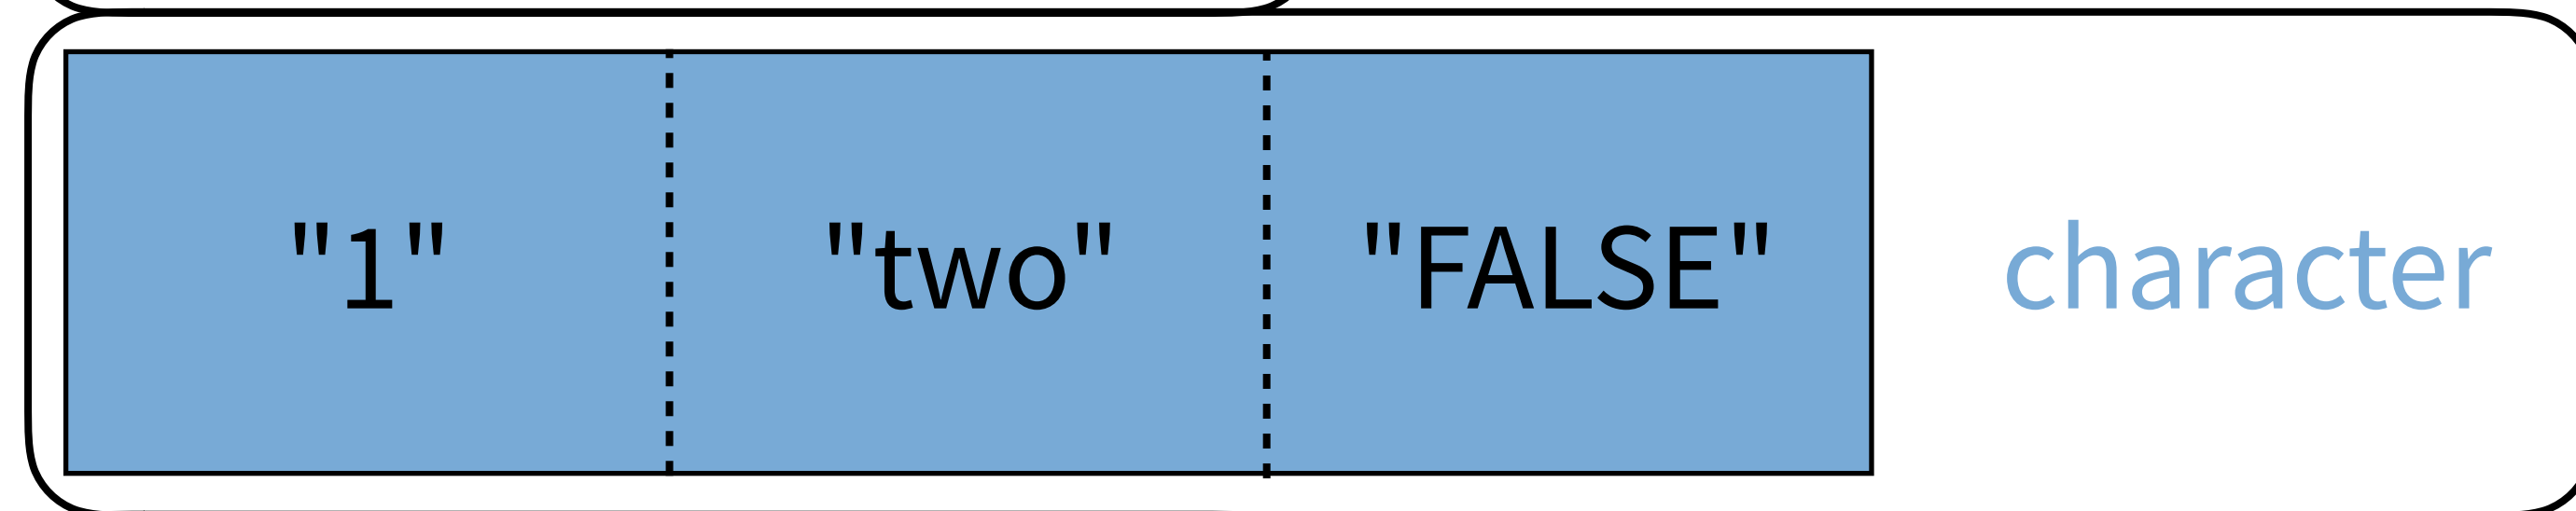 "1" "two" "FALSE" character